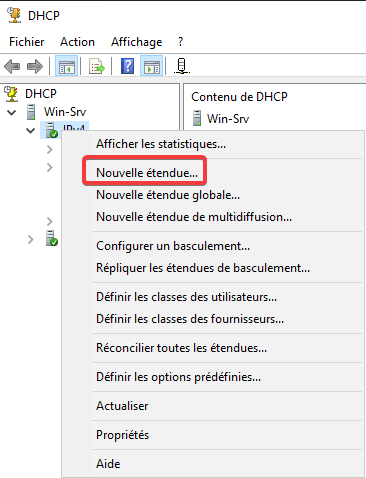 DHCP
Fichier Action Affichage ?
DHCP
Win-Srv
IPv4
Contenu de DHCP
Win-Srv
Afficher les statistiques...
Nouvelle étendue...
Nouvelle étendue globale...
Nouvelle étendue de multidiffusion...
Configurer un basculement...
Répliquer les étendues de basculement...
Définir les classes des utilisateurs...
Définir les classes des fournisseurs...
Réconcilier toutes les étendues...
Définir les options prédéfinies...
Actualiser
Propriétés
Aide